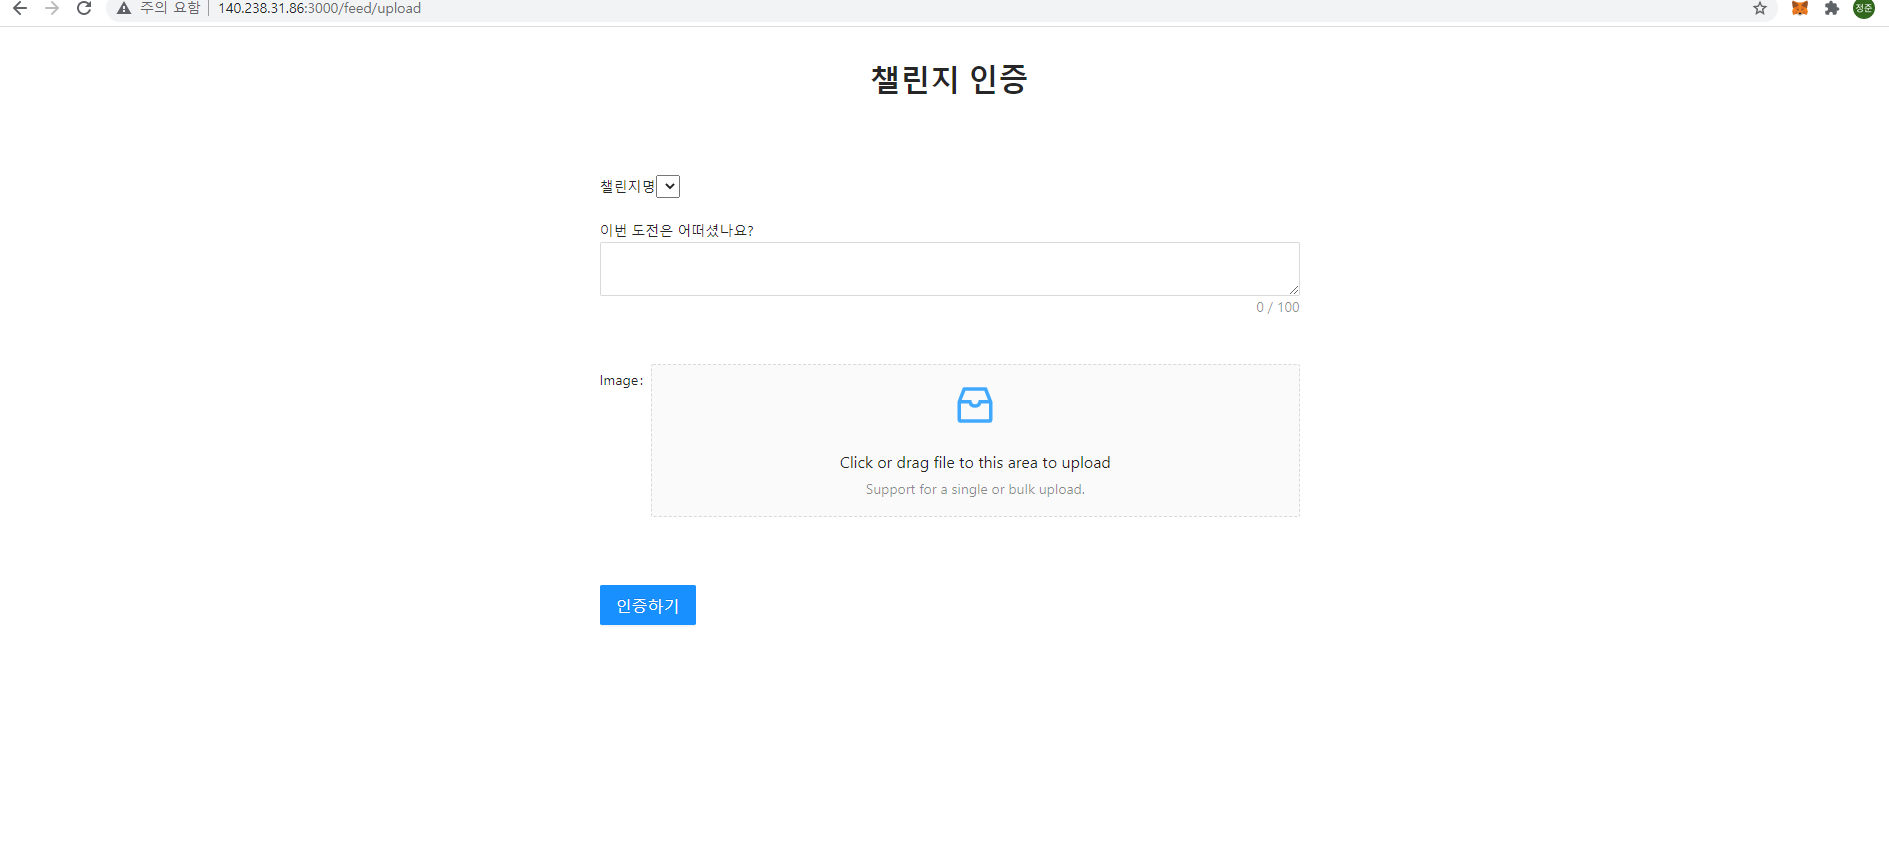 주의 요함 140.238.31.86:3000/feed/upload 정준
챌린지 인증
챌린지명
이번 도전은 어떠셨나요?
0 / 100
Image:
Click or drag file to this area to upload
Support for a single or bulk upload.
인증하기